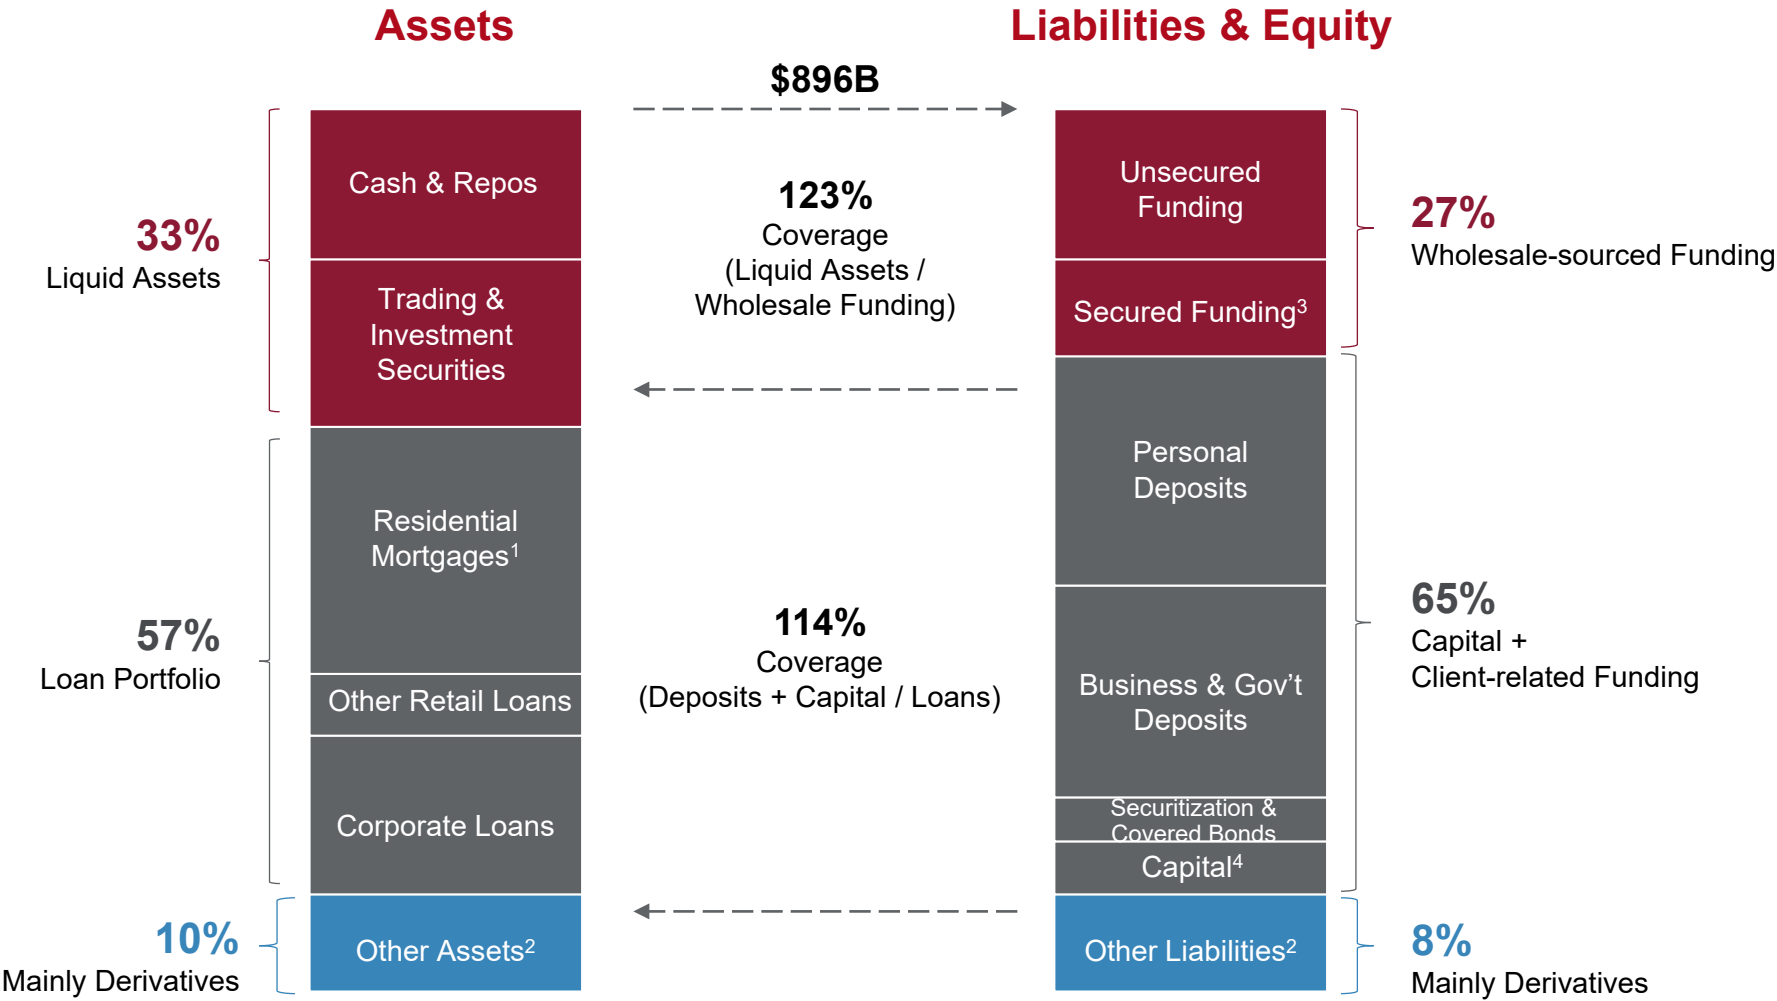 Assets
Liabilities & Equity
$896B
33%
Liquid Assets
Cash & Repos
Trading &
Investment
Securities
123%
Coverage
(Liquid Assets /
Wholesale Funding)
Unsecured
Funding
Secured Funding³
27%
Wholesale-sourced Funding
57%
Loan Portfolio
Residential
Mortgages¹
Other Retail Loans
Corporate Loans
114%
Coverage
(Deposits + Capital / Loans)
Personal
Deposits
Business & Gov’t
Deposits
Securitization &
Covered Bonds
Capital⁴
65%
Capital +
Client-related Funding
10%
Mainly Derivatives
Other Assets²
Other Liabilities²
8%
Mainly Derivatives